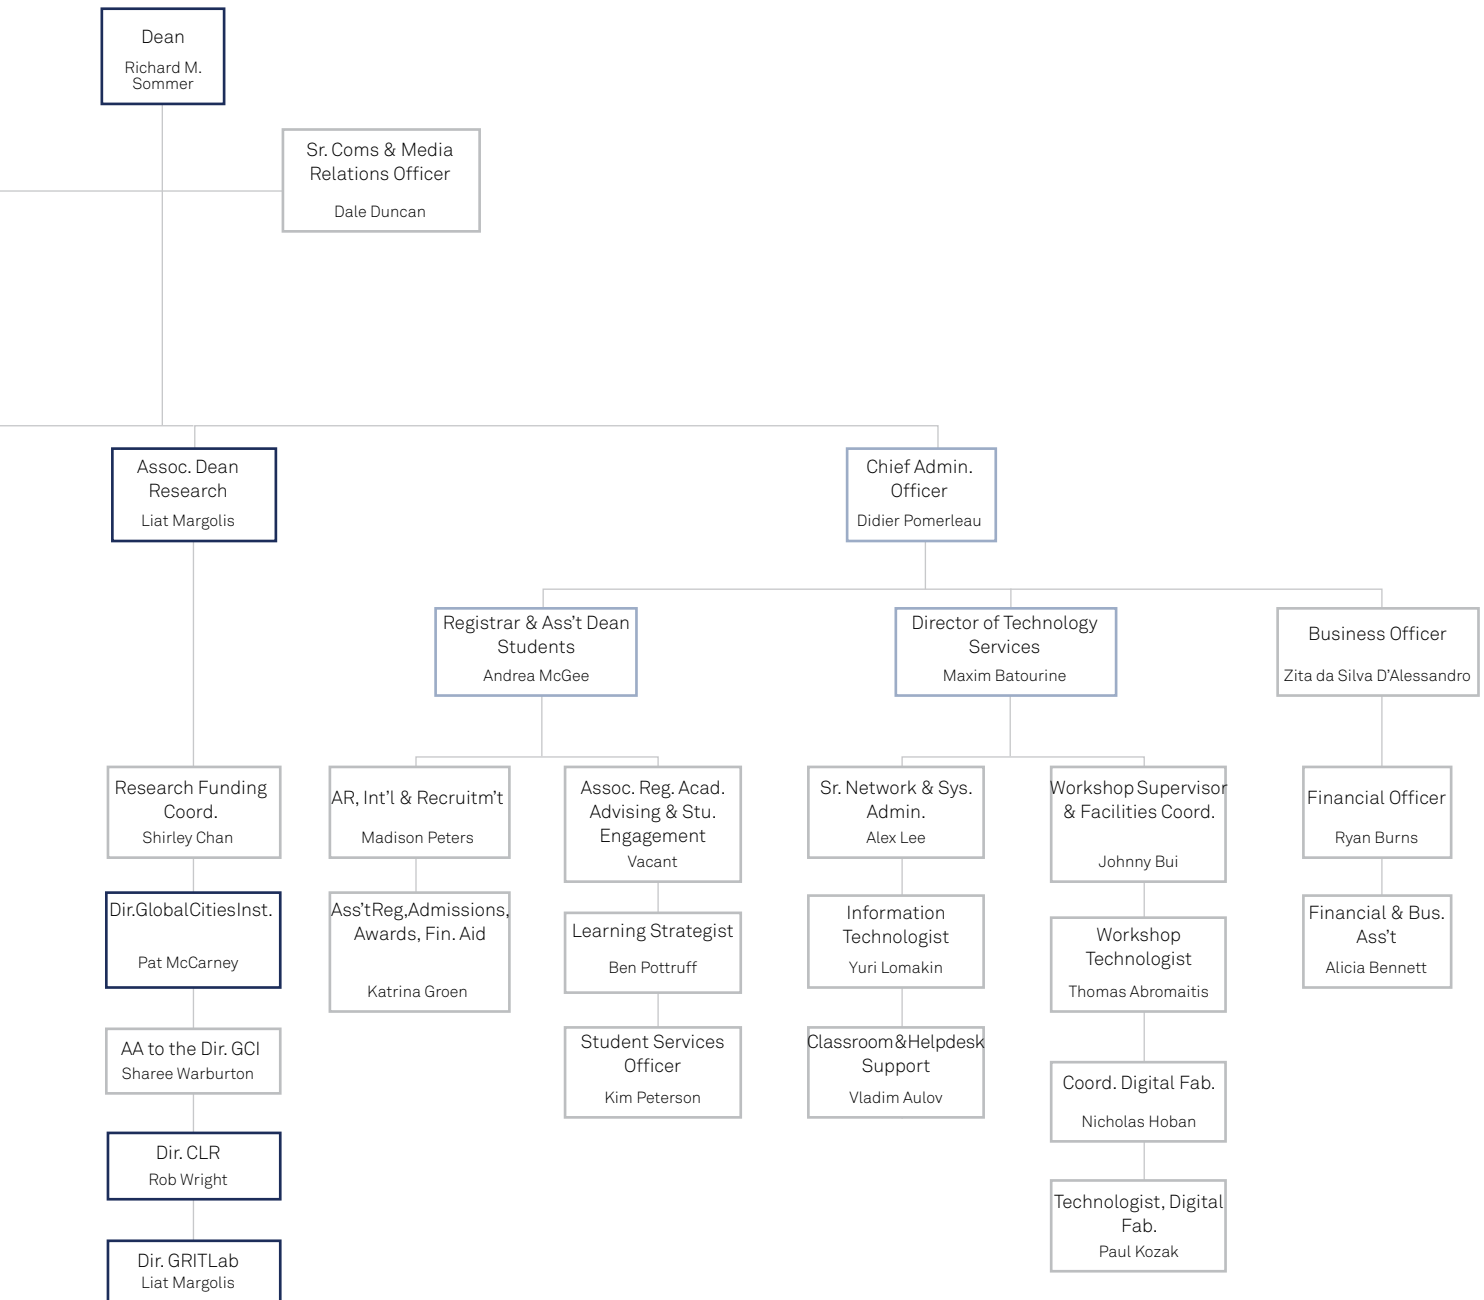 Dean
Richard M.
Sommer
Sr. Coms & Media
Relations Officer
Dale Duncan
Assoc. Dean
Research
Liat Margolis
Chief Admin.
Officer
Didier Pomerleau
Registrar & Ass't Dean
Students
Andrea McGee
Director of Technology
Services
Maxim Batourine
Business Officer
Zita da Silva D'Alessandro
Research Funding
Coord.
Shirley Chan
AR, Int'l & Recruitm't
Madison Peters
Assoc. Reg. Acad.
Advising & Stu.
Engagement
Vacant
Sr. Network & Sys.
Admin.
Alex Lee
Workshop Supervisor
& Facilities Coord.
Johnny Bui
Financial Officer
Ryan Burns
Dir.GlobalCitiesInst.
Pat McCarney
Ass'tReg,Admissions,
Awards, Fin. Aid
Katrina Groen
Learning Strategist
Ben Pottruff
Information
Technologist
Yuri Lomakin
Workshop
Technologist
Thomas Abromaitis
Financial & Bus.
Ass't
Alicia Bennett
AA to the Dir. GCI
Sharee Warburton
Student Services
Officer
Kim Peterson
Classroom&Helpdesk
Support
Vladim Aulov
Coord. Digital Fab.
Nicholas Hoban
Dir. CLR
Rob Wright
Technologist, Digital
Fab.
Paul Kozak
Dir. GRITLab
Liat Margolis